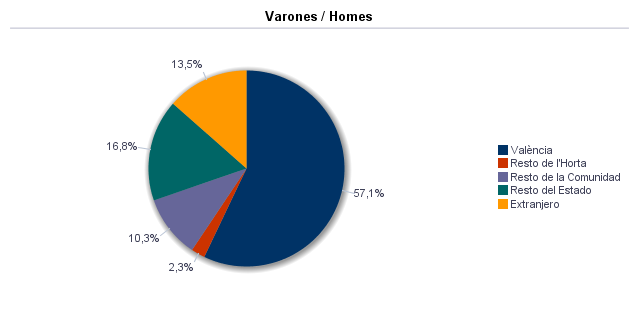 Varones / Homes
13,5%
16,8%
57,1%
10,3%
2,3%
València
Resto de l'Horta
Resto de la Comunidad
Resto del Estado
Extranjero